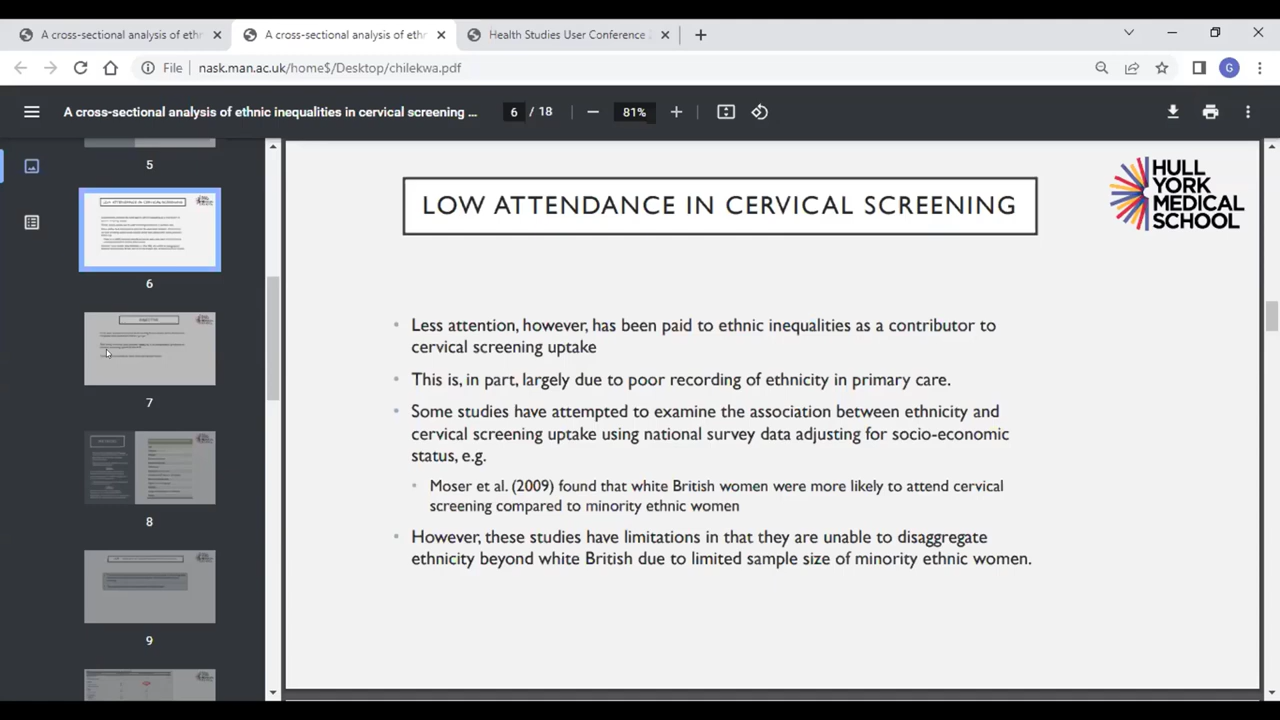 A cross-sectional analysis of ethn
A cross-sectional analysis of ethn
Health Studies User Conference
File
nask.man.ac.uk/home$/Desktop/chilekwa.pdf
G
A cross-sectional analysis of ethnic inequalities in cervical screening ...
6 / 18
81%
5
6
7
8
9
LOW ATTENDANCE IN CERVICAL SCREENING
HULL
YORK
MEDICAL
SCHOOL
• Less attention, however, has been paid to ethnic inequalities as a contributor to
cervical screening uptake
• This is, in part, largely due to poor recording of ethnicity in primary care.
• Some studies have attempted to examine the association between ethnicity and
cervical screening uptake using national survey data adjusting for socio-economic
status, e.g.
• Moser et al. (2009) found that white British women were more likely to attend cervical
screening compared to minority ethnic women
• However, these studies have limitations in that they are unable to disaggregate
ethnicity beyond white British due to limited sample size of minority ethnic women.